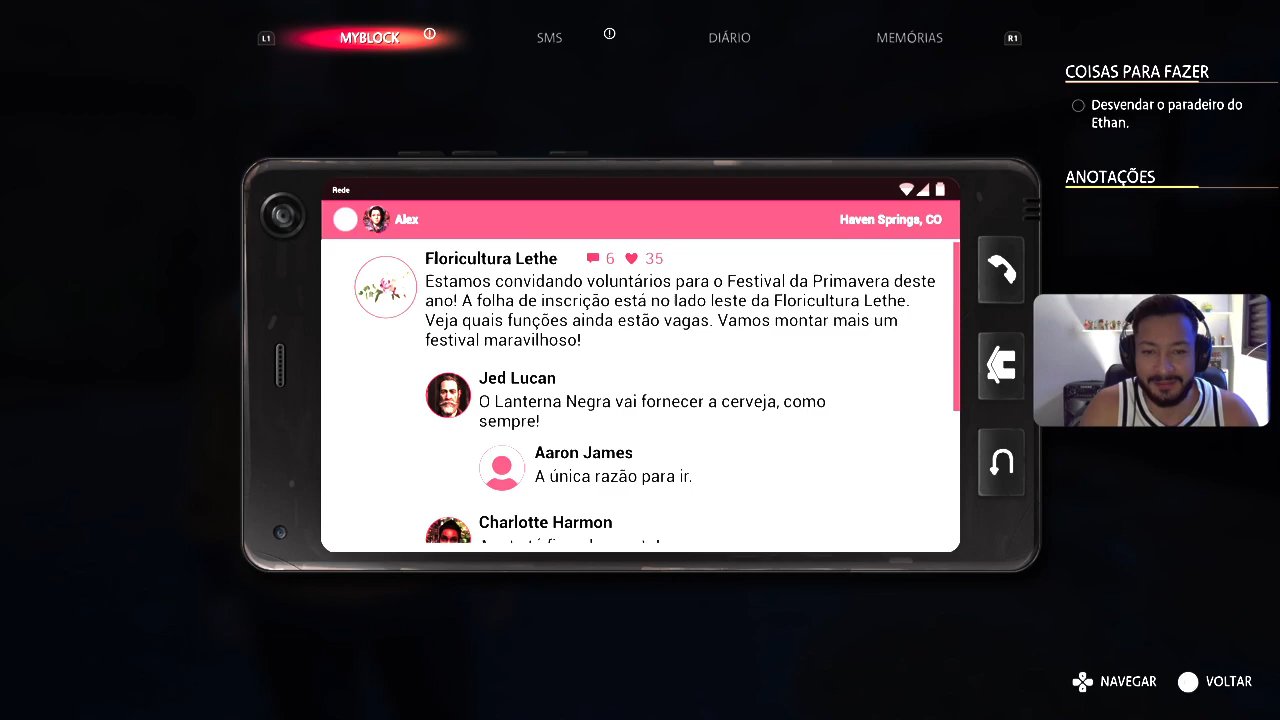 L1
MYBLOCK
SMS
DIÁRIO
MEMÓRIAS
R1
COISAS PARA FAZER
Desvendar o paradeiro do
Ethan.
ANOTAÇÕES
Rede
Alex
Haven Springs, CO
Floricultura Lethe 6 35
Estamos convidando voluntários para o Festival da Primavera deste
ano! A folha de inscrição está no lado leste da Floricultura Lethe.
Veja quais funções ainda estão vagas. Vamos montar mais um
festival maravilhoso!
Jed Lucan
O Lanterna Negra vai fornecer a cerveja, como
sempre!
Aaron James
A única razão para ir.
Charlotte Harmon
NAVEGAR
VOLTAR